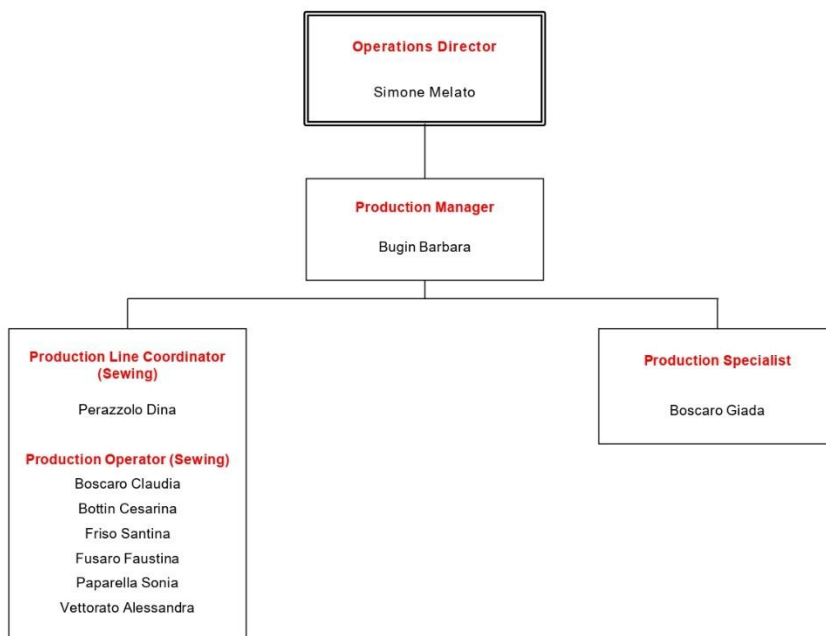 Operations Director
Simone Melato
Production Manager
Bugin Barbara
Production Line Coordinator
(Sewing)
Perazzolo Dina
Production Operator (Sewing)
Boscaro Claudia
Bottin Cesarina
Friso Santina
Fusaro Faustina
Paparella Sonia
Vettorato Alessandra
Production Specialist
Boscaro Giada